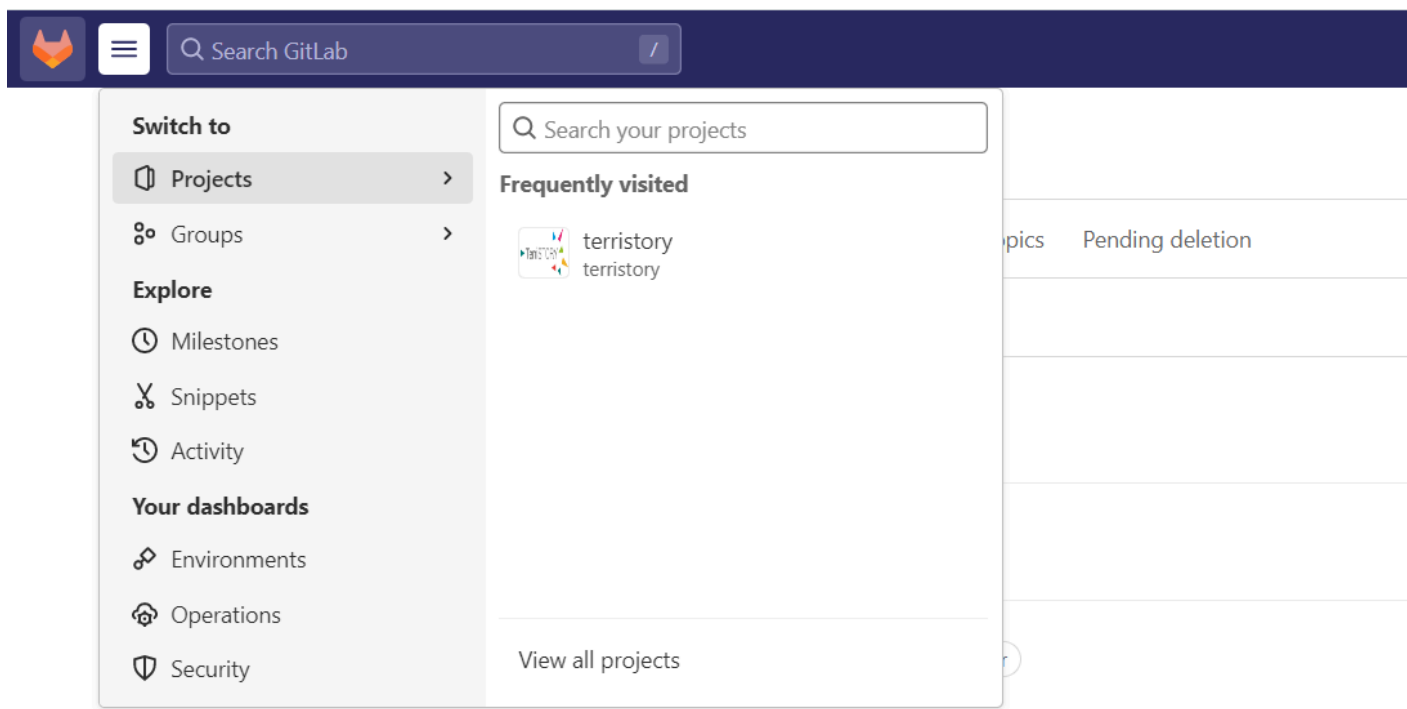 Search GitLab /
Switch to
Projects
Groups
Explore
Milestones
Snippets
Activity
Your dashboards
Environments
Operations
Security
Search your projects
Frequently visited
TerriSTORY
terristory
terristory
View all projects
pics
Pending deletion
r